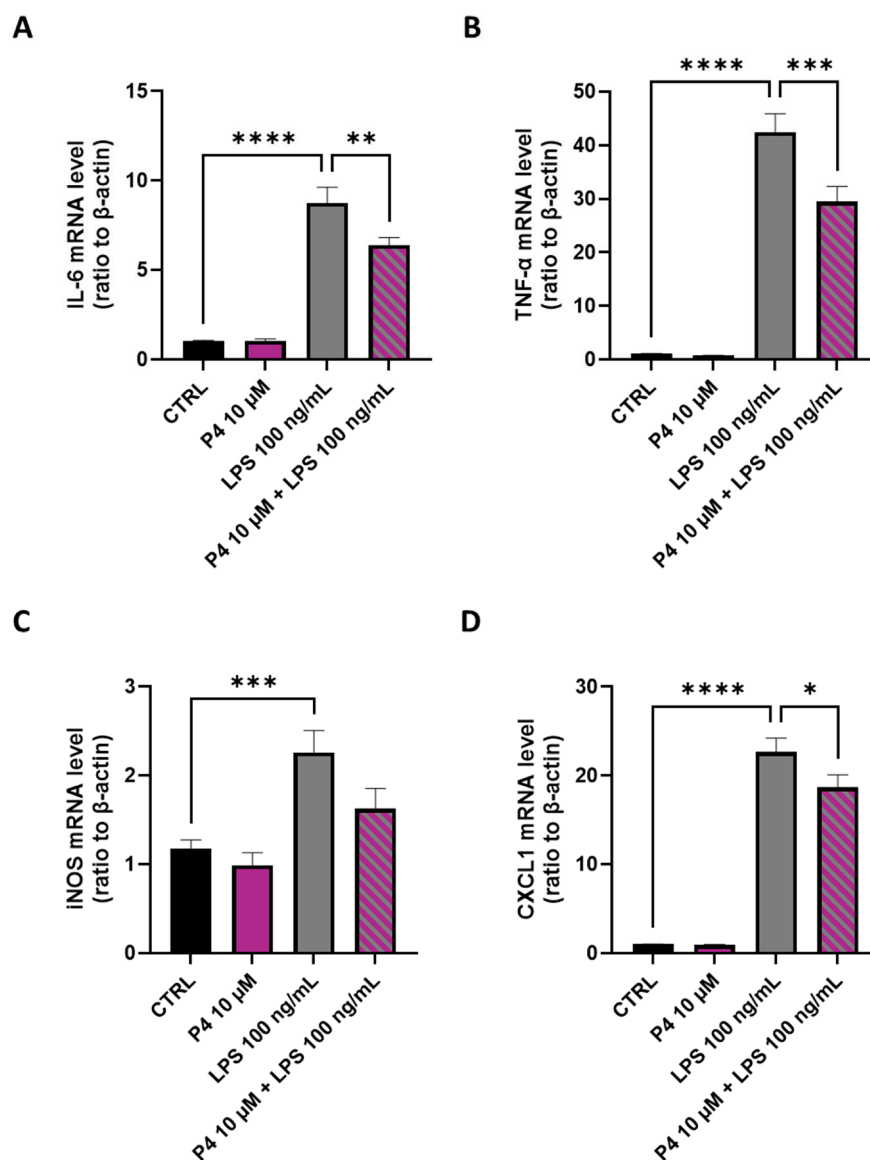 A
IL-6 mRNA level
(ratio to β-actin)
15
10
5
0
****
**
CTRL
P4 10 µM
LPS 100 ng/mL
P4 10 µM + LPS 100 ng/mL
B
TNF-α mRNA level
(ratio to β-actin)
50
40
30
20
10
0
****
***
CTRL
P4 10 µM
LPS 100 ng/mL
P4 10 µM + LPS 100 ng/mL
C
iNOS mRNA level
(ratio to β-actin)
3
2
1
0
***
CTRL
P4 10 µM
LPS 100 ng/mL
P4 10 µM + LPS 100 ng/mL
D
CXCL1 mRNA level
(ratio to β-actin)
30
20
10
0
****
*
CTRL
P4 10 µM
LPS 100 ng/mL
P4 10 µM + LPS 100 ng/mL